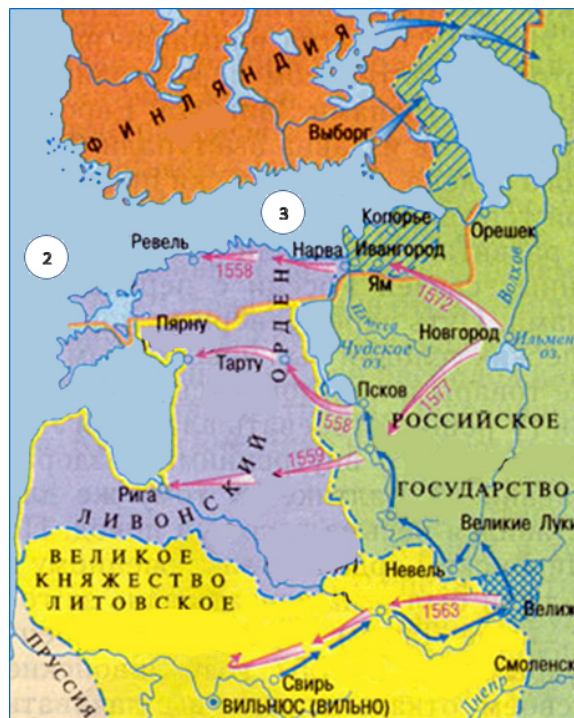 ФИНЛЯНДИЯ
Выборг
3
Копорье
Орешек
2
Ревель
Нарва
Ивангород
1558
Ям
Волхов
1572
ОРДЕН
Плюсса
Новгород
Ильмень
оз.
Пярну
Чудское
оз.
Тарту
Псков
1577
558
РОССИЙСКОЕ
1559
ГОСУДАРСТВО
Рига
ЛИВОНСКИЙ
Великие Луки
ВЕЛИКОЕ
КНЯЖЕСТВО
ЛИТОВСКОЕ
Невель
1563
Велиж
ПРУССИЯ
Смоленск
Свирь
Днепр
ВИЛЬНЮС (ВИЛЬНО)